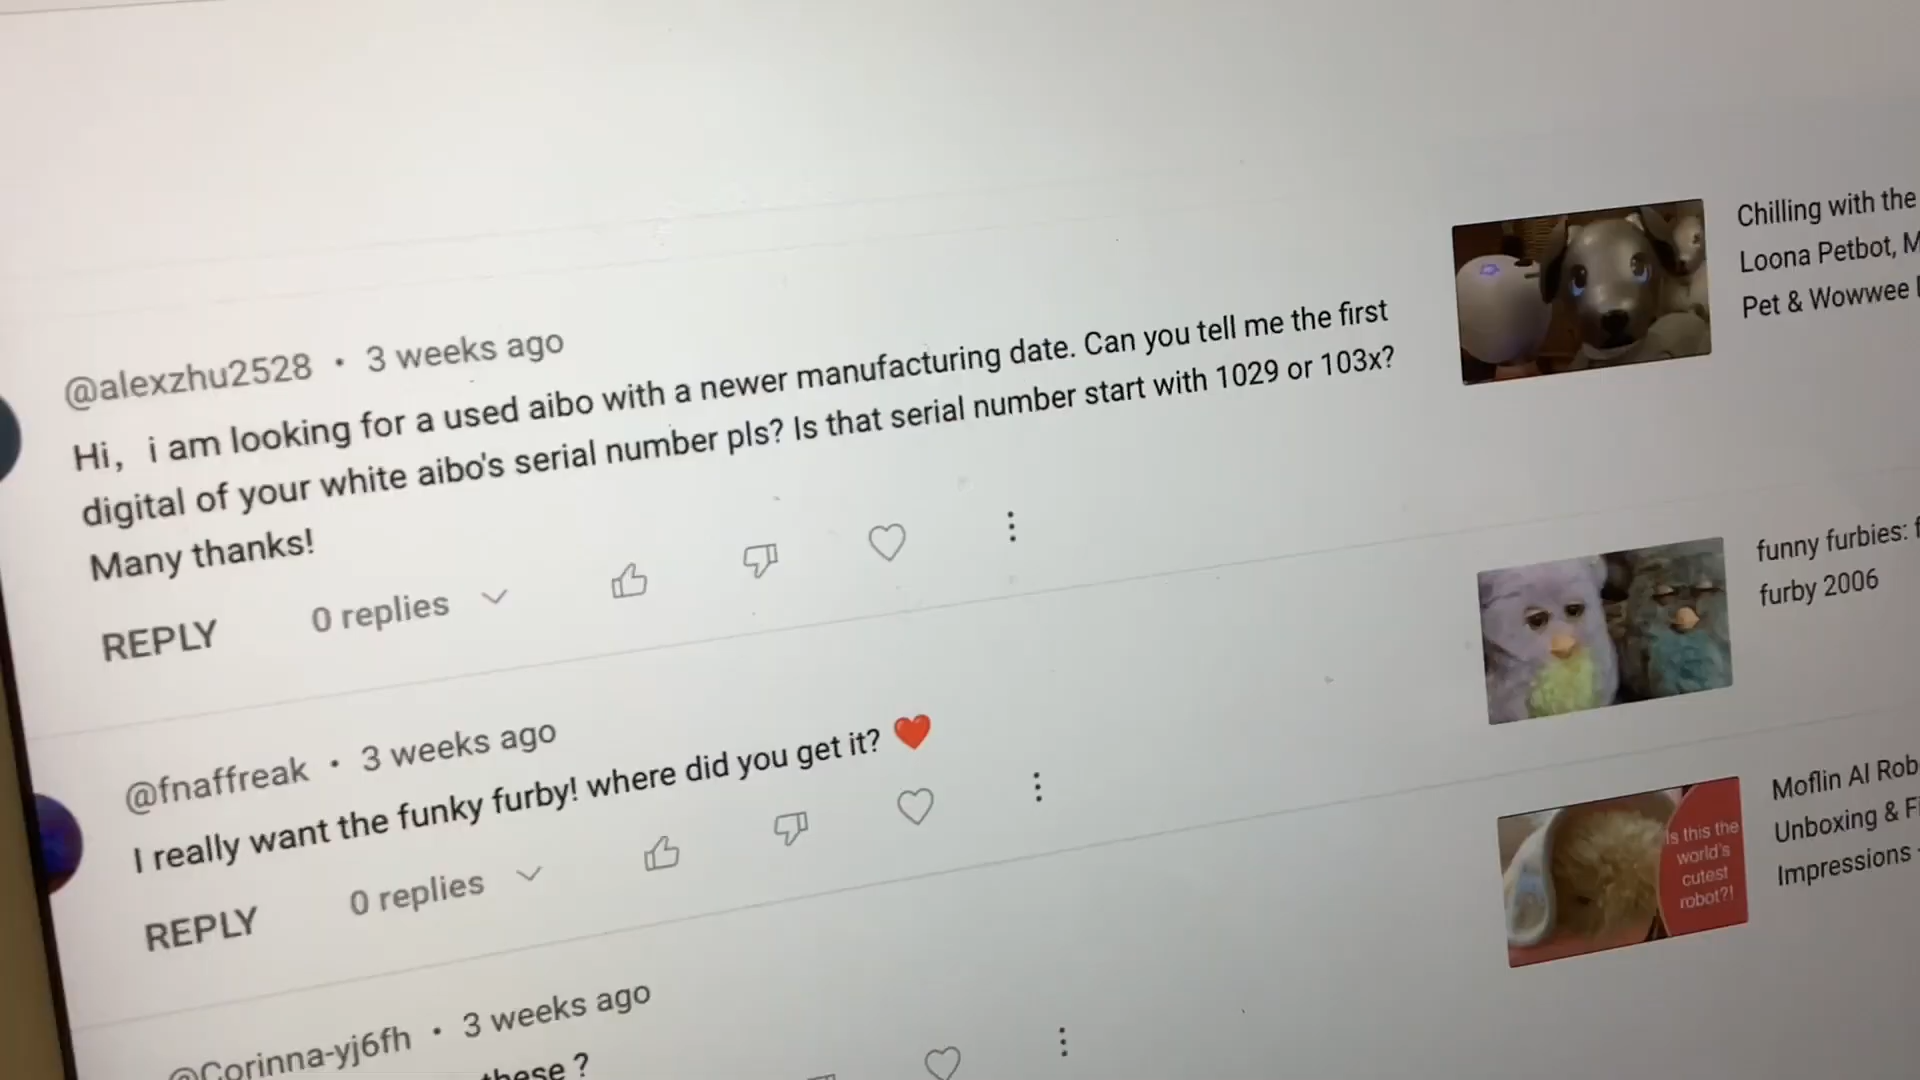 @alexzhu2528 · 3 weeks ago
Hi, i am looking for a used aibo with a newer manufacturing date. Can you tell me the first
digital of your white aibo's serial number pls? Is that serial number start with 1029 or 103x?
Many thanks!
REPLY 0 replies
@fnaffreak · 3 weeks ago
I really want the funky furby! where did you get it? ❤️
REPLY 0 replies
@Corinna-yj6fh · 3 weeks ago
these ?
Chilling with the
Loona Petbot, M
Pet & Wowwee
funny furbies: f
furby 2006
Is this the
world's
cutest
robot?!
Moflin AI Rob
Unboxing & Fi
Impressions -